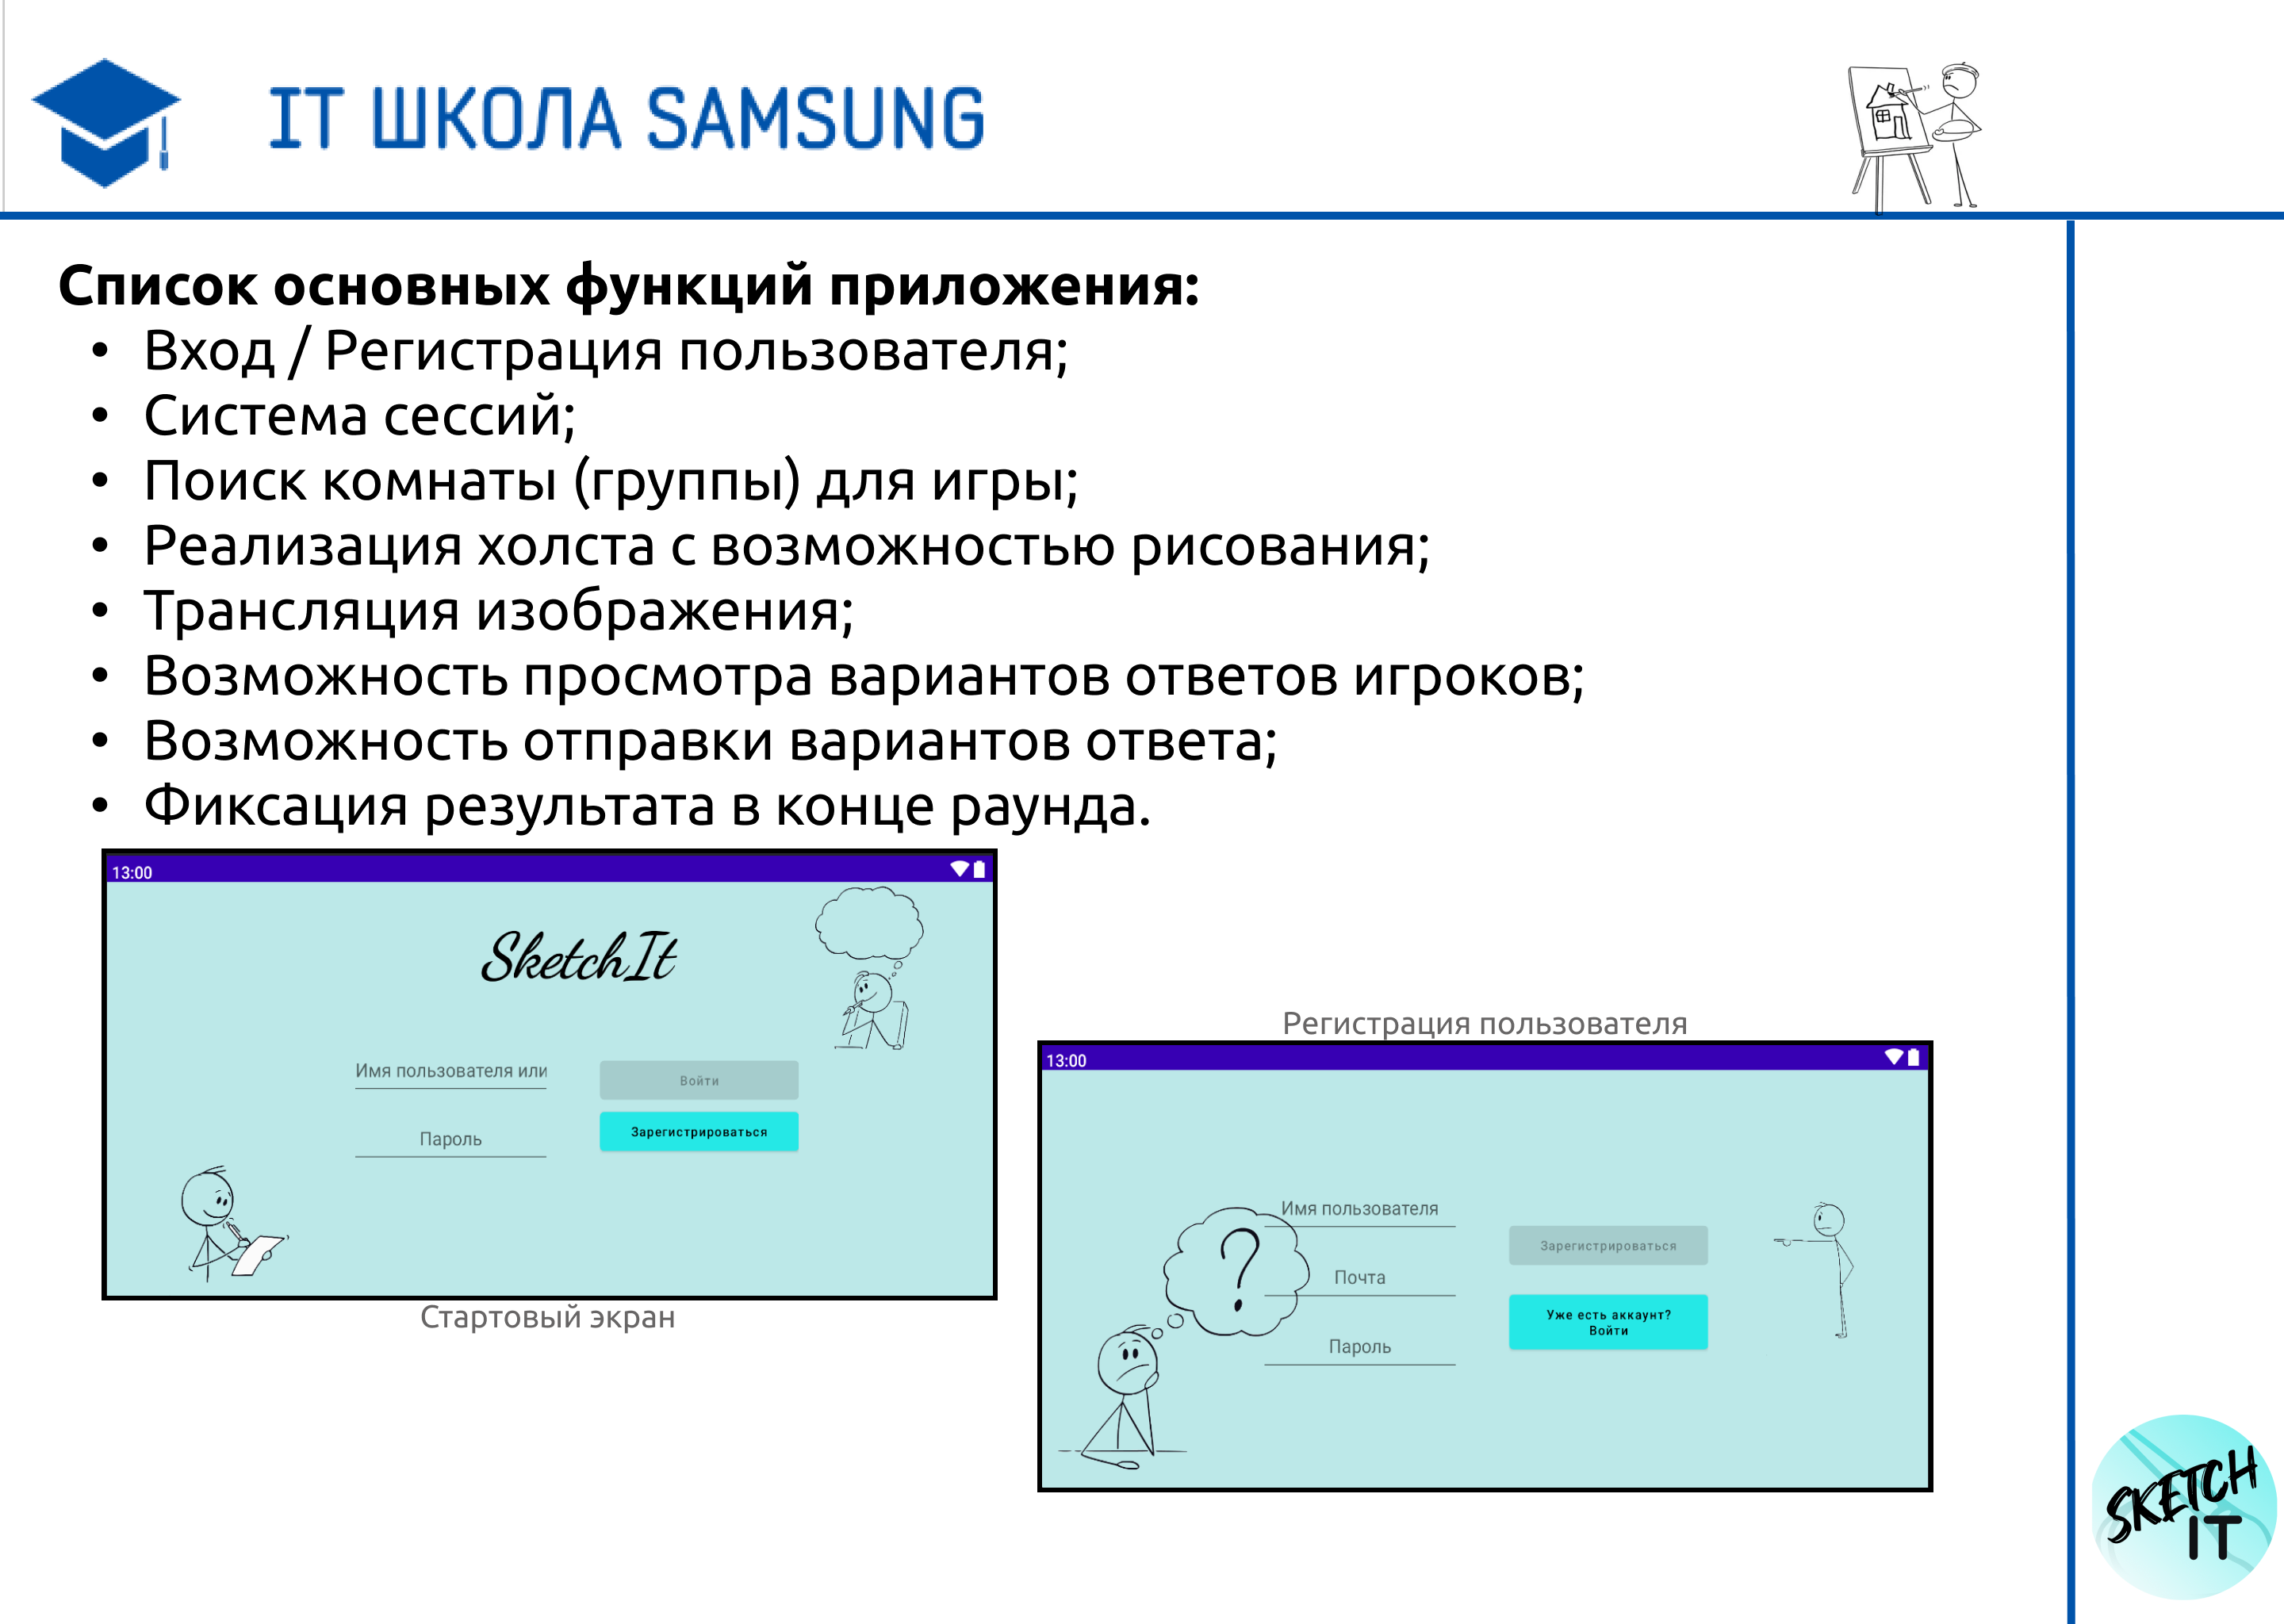 IT ШКОЛА SAMSUNG
Список основных функций приложения:
• Вход / Регистрация пользователя;
• Система сессий;
• Поиск комнаты (группы) для игры;
• Реализация холста с возможностью рисования;
• Трансляция изображения;
• Возможность просмотра вариантов ответов игроков;
• Возможность отправки вариантов ответа;
• Фиксация результата в конце раунда.
13:00
SketchIt
Имя пользователя или
Войти
Пароль
Зарегистрироваться
Стартовый экран
Регистрация пользователя
13:00
Имя пользователя
Зарегистрироваться
?
Почта
Уже есть аккаунт?
Войти
Пароль
SKETCH
IT